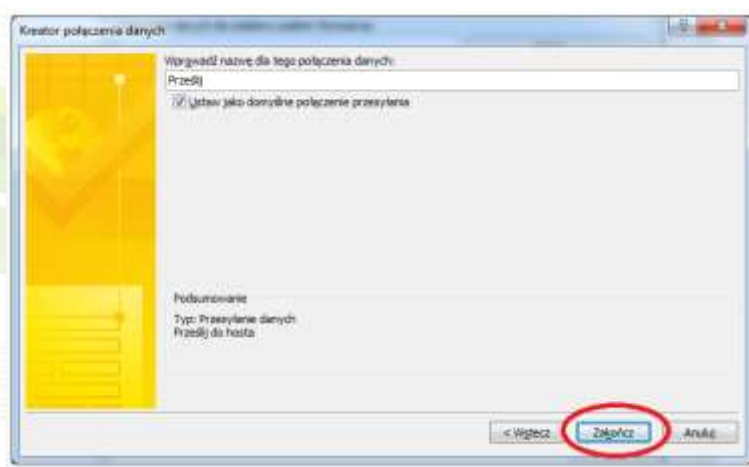 Kreator połączenia danych
Wprowadź nazwę dla tego połączenia danych:
Prześlij
Ustaw jako domyślne połączenie przesyłania
Podsumowanie
Typ: Przesyłanie danych
Prześlij do hosta
< Wstecz
Zakończ
Anuluj